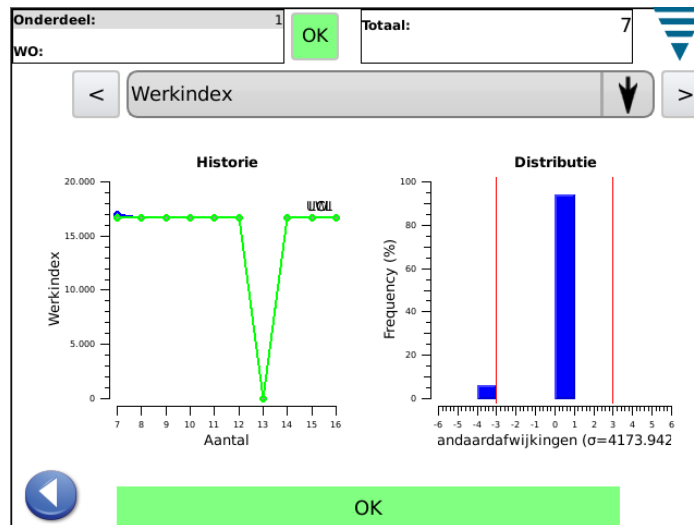 Onderdeel: 1
WO:
OK
Totaal: 7
<
Werkindex
>
Historie
20.000
15.000
10.000
5.000
0
Werkindex
7 8 9 10 11 12 13 14 15 16
Aantal
Distributie
100
80
60
40
20
0
Frequency (%)
-6 -5 -4 -3 -2 -1 0 1 2 3 4 5 6
andaardafwijkingen (σ=4173.942
OK